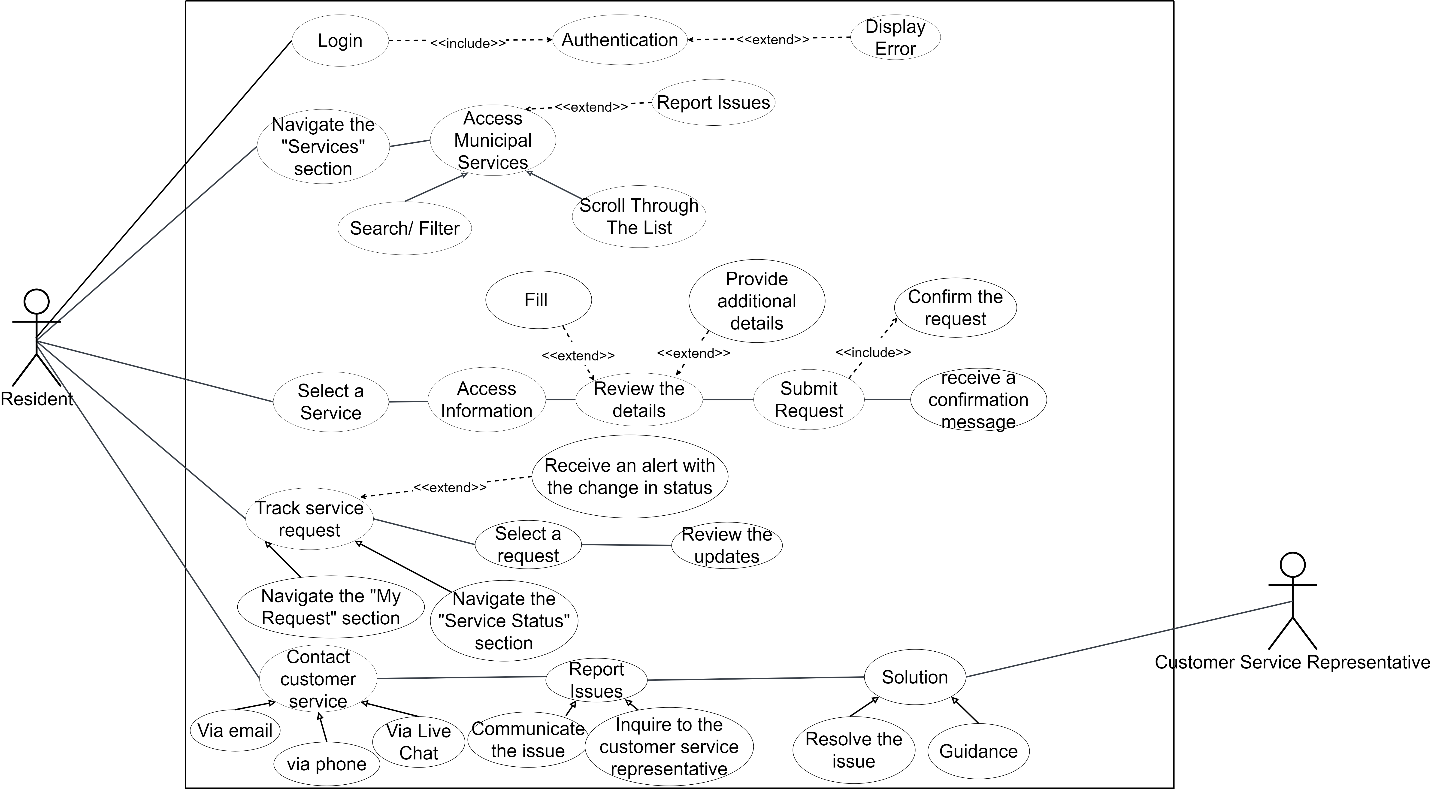 Login
<<include>>
Authentication
<<extend>>
Display
Error
Navigate the
"Services"
section
Access
Municipal
Services
<<extend>>
Report Issues
Search/ Filter
Scroll Through
The List
Fill
<<extend>>
Provide
additional
details
<<extend>>
Confirm the
request
<<include>>
Resident
Select a
Service
Access
Information
Review the
details
Submit
Request
receive a
confirmation
message
Receive an alert with
the change in status
<<extend>>
Track service
request
Select a
request
Review the
updates
Navigate the "My
Request" section
Navigate the
"Service Status"
section
Contact
customer
service
Report
Issues
Solution
Customer Service Representative
Via email
via phone
Via Live
Chat
Communicate
the issue
Inquire to the
customer service
representative
Resolve the
issue
Guidance